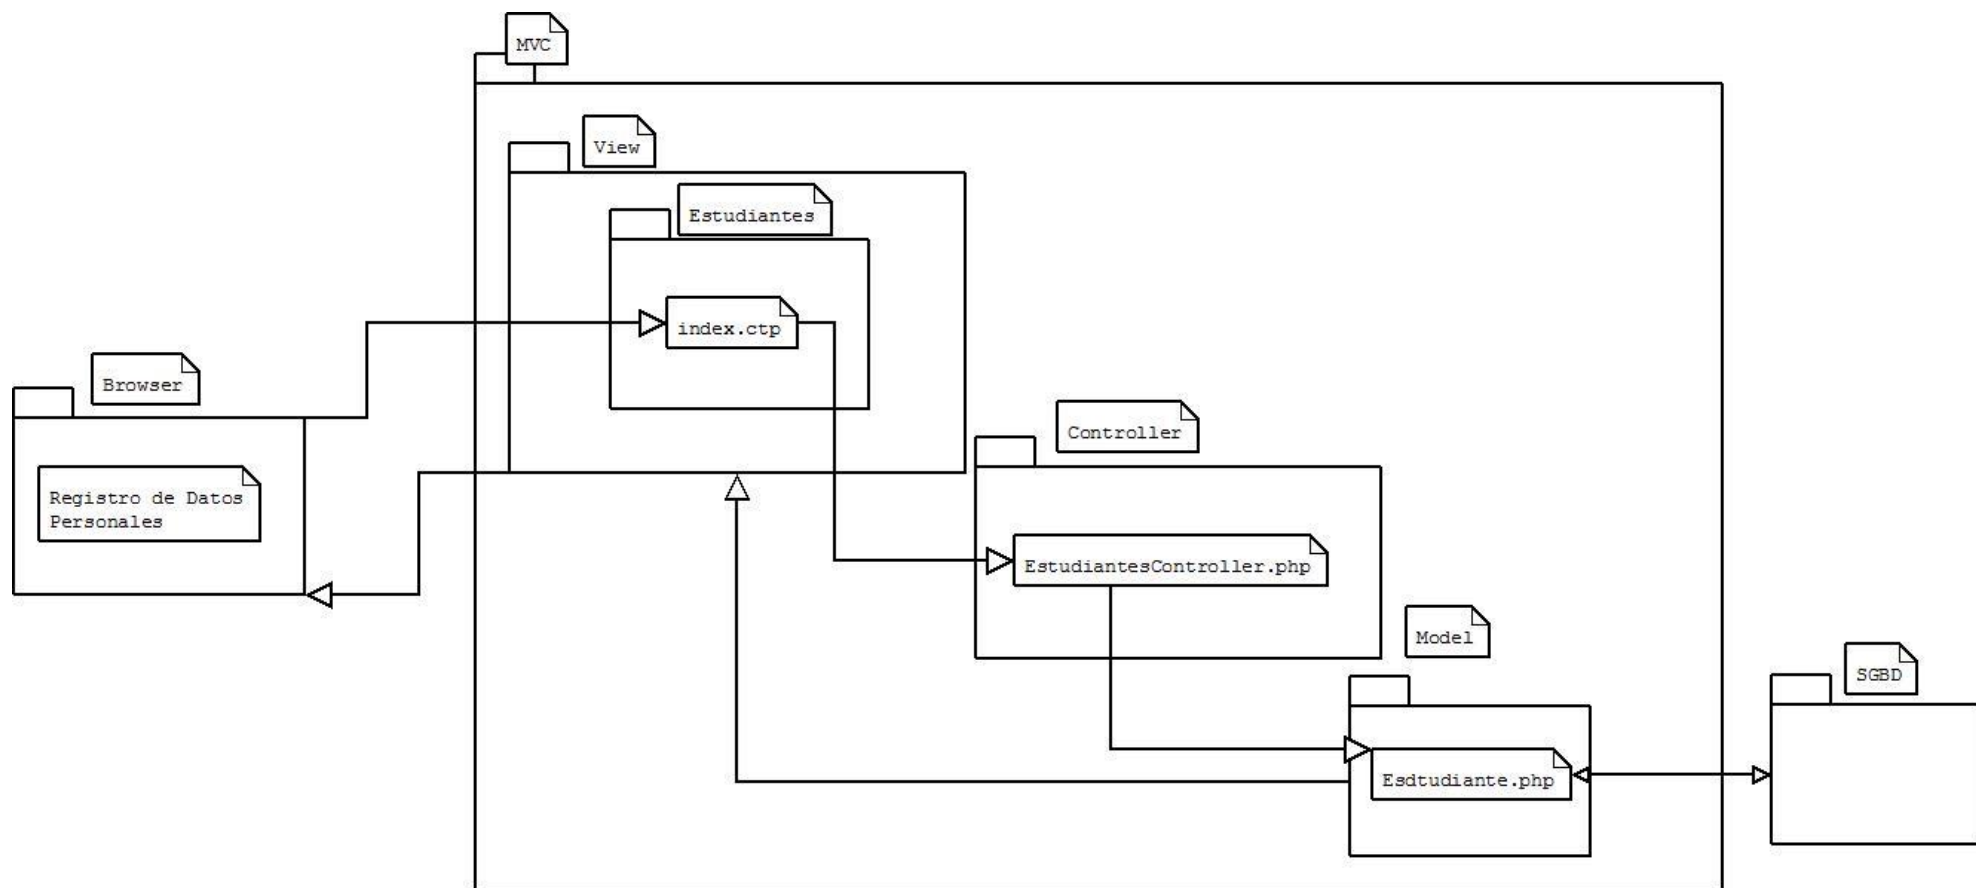 MVC
View
Estudiantes
index.ctp
Browser
Registro de Datos
Personales
Controller
EstudiantesController.php
Model
Esdtudiante.php
SGBD